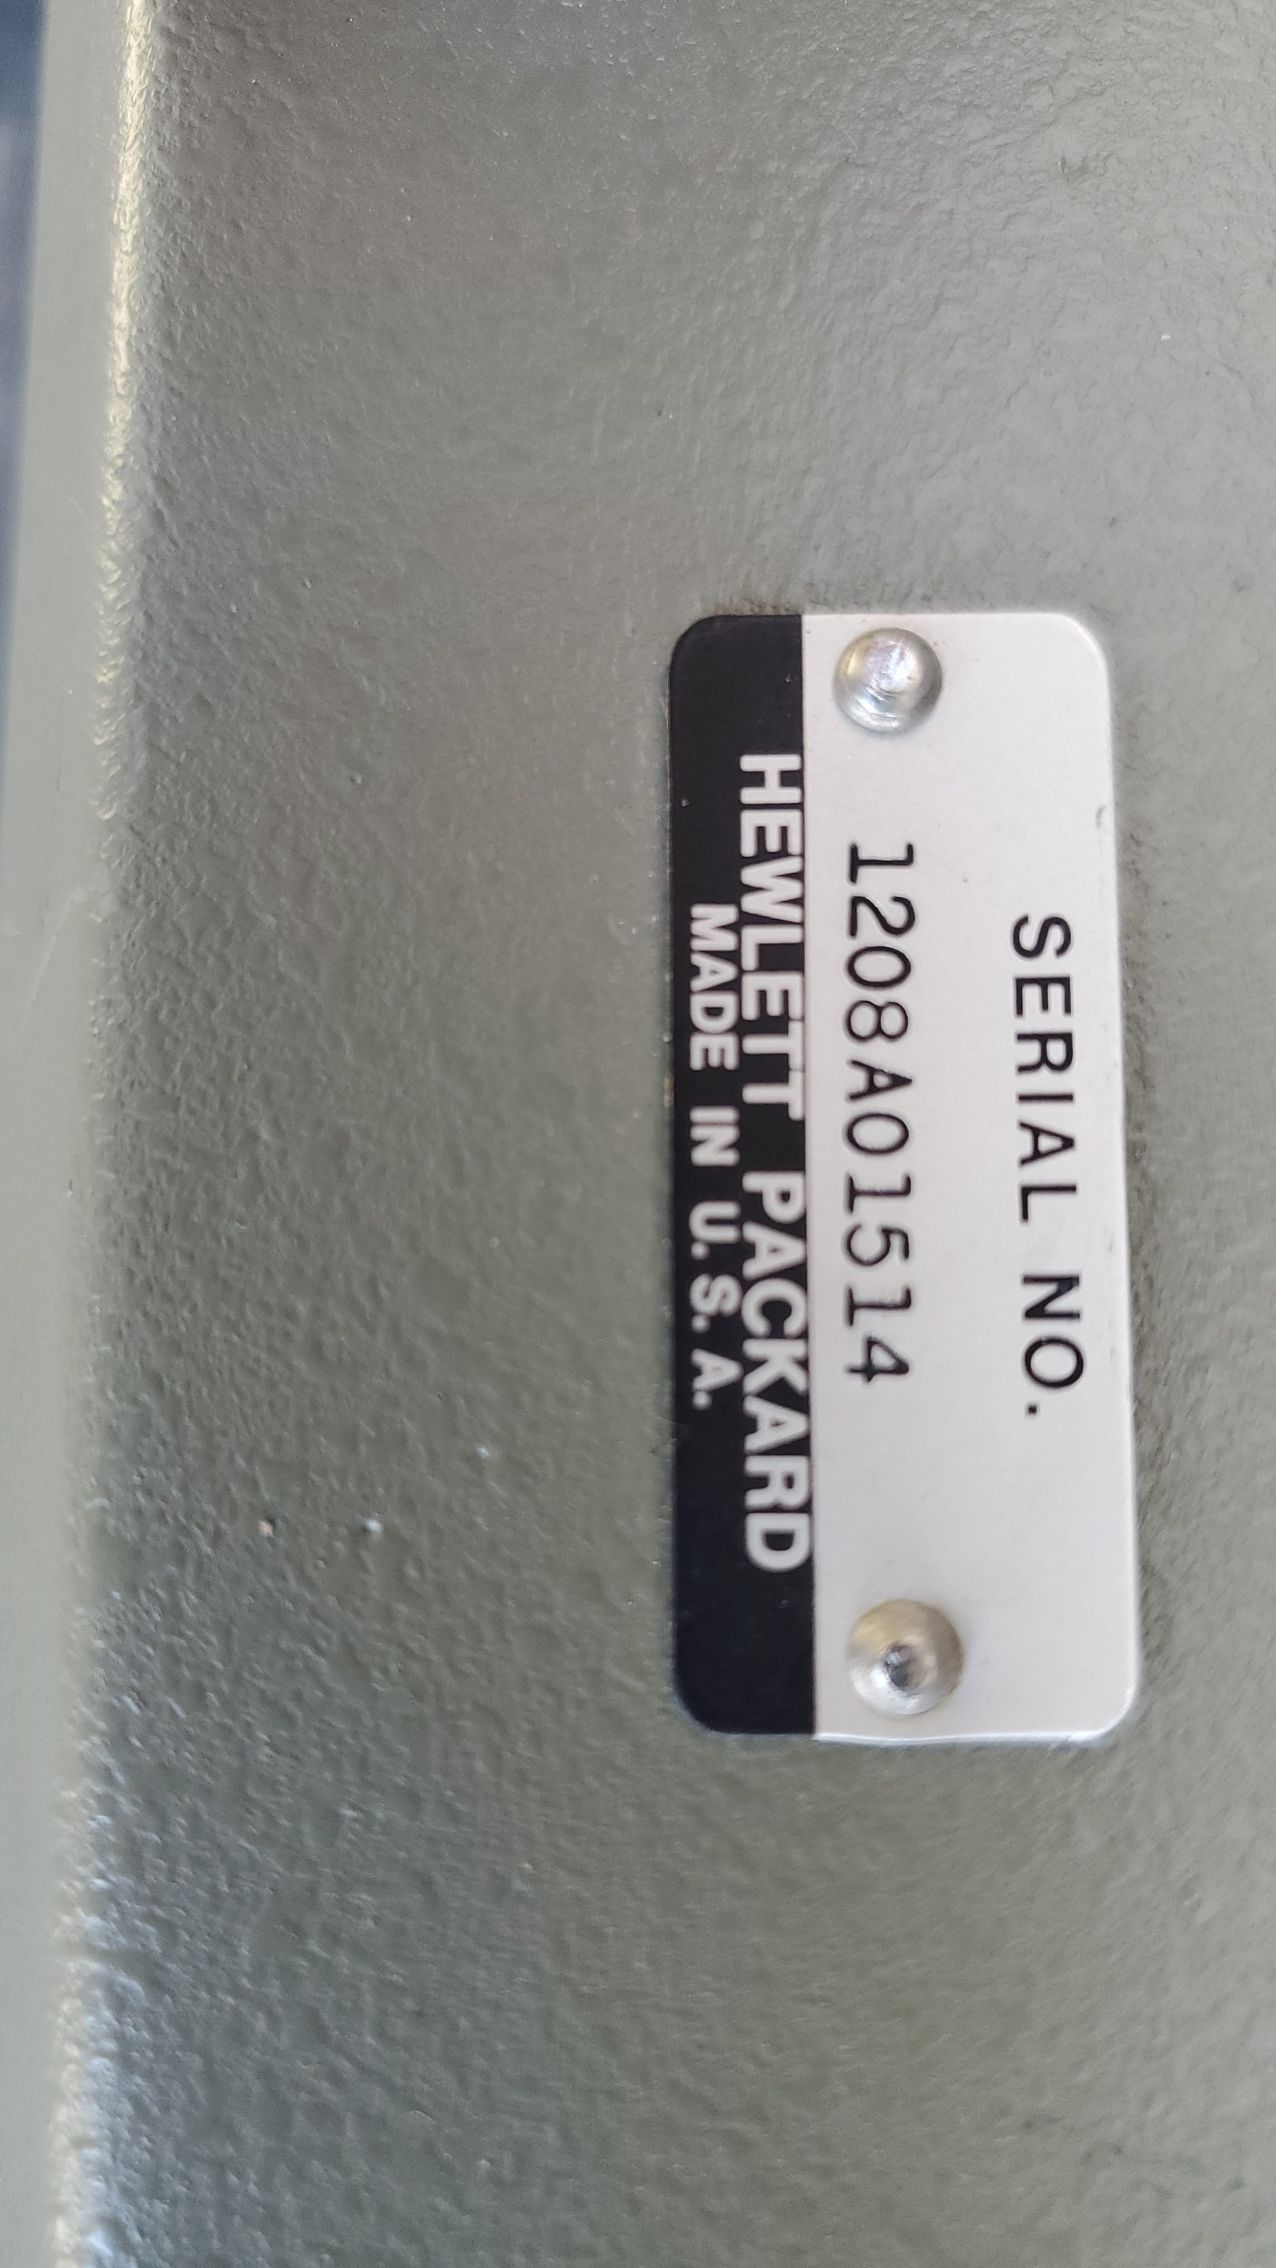 SERIAL NO.
1208A01514
HEWLETT PACKARD
MADE IN U.S.A.